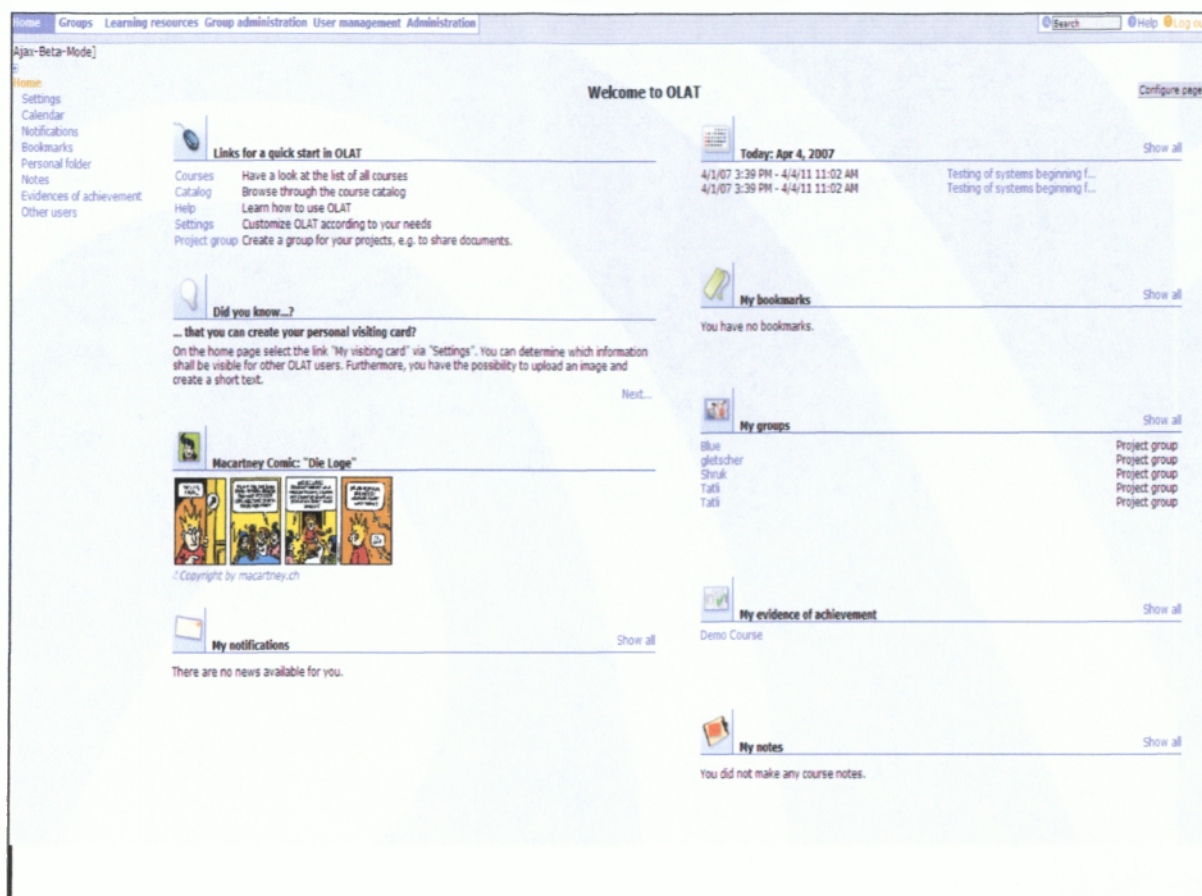 Home Groups Learning resources Group administration User management Administration
Search Help Log ou
Ajax-Beta-Mode]
Home
Settings
Calendar
Notifications
Bookmarks
Personal folder
Notes
Evidences of achievement
Other users
Welcome to OLAT
Configure page
Links for a quick start in OLAT
Courses Have a look at the list of all courses
Catalog Browse through the course catalog
Help Learn how to use OLAT
Settings Customize OLAT according to your needs
Project group Create a group for your projects, e.g. to share documents.
Did you know...?
... that you can create your personal visiting card?
On the home page select the link "My visiting card" via "Settings". You can determine which information
shall be visible for other OLAT users. Furthermore, you have the possibility to upload an image and
create a short text.
Next...
Macartney Comic: "Die Loge"
Copyright by macartney.ch
My notifications Show all
There are no news available for you.
Today: Apr 4, 2007 Show all
4/1/07 3:39 PM - 4/4/11 11:02 AM Testing of systems beginning f...
4/1/07 3:39 PM - 4/4/11 11:02 AM Testing of systems beginning f...
My bookmarks Show all
You have no bookmarks.
My groups Show all
Blue Project group
gletscher Project group
Shruk Project group
Tatli Project group
Tatli Project group
My evidence of achievement Show all
Demo Course
My notes Show all
You did not make any course notes.